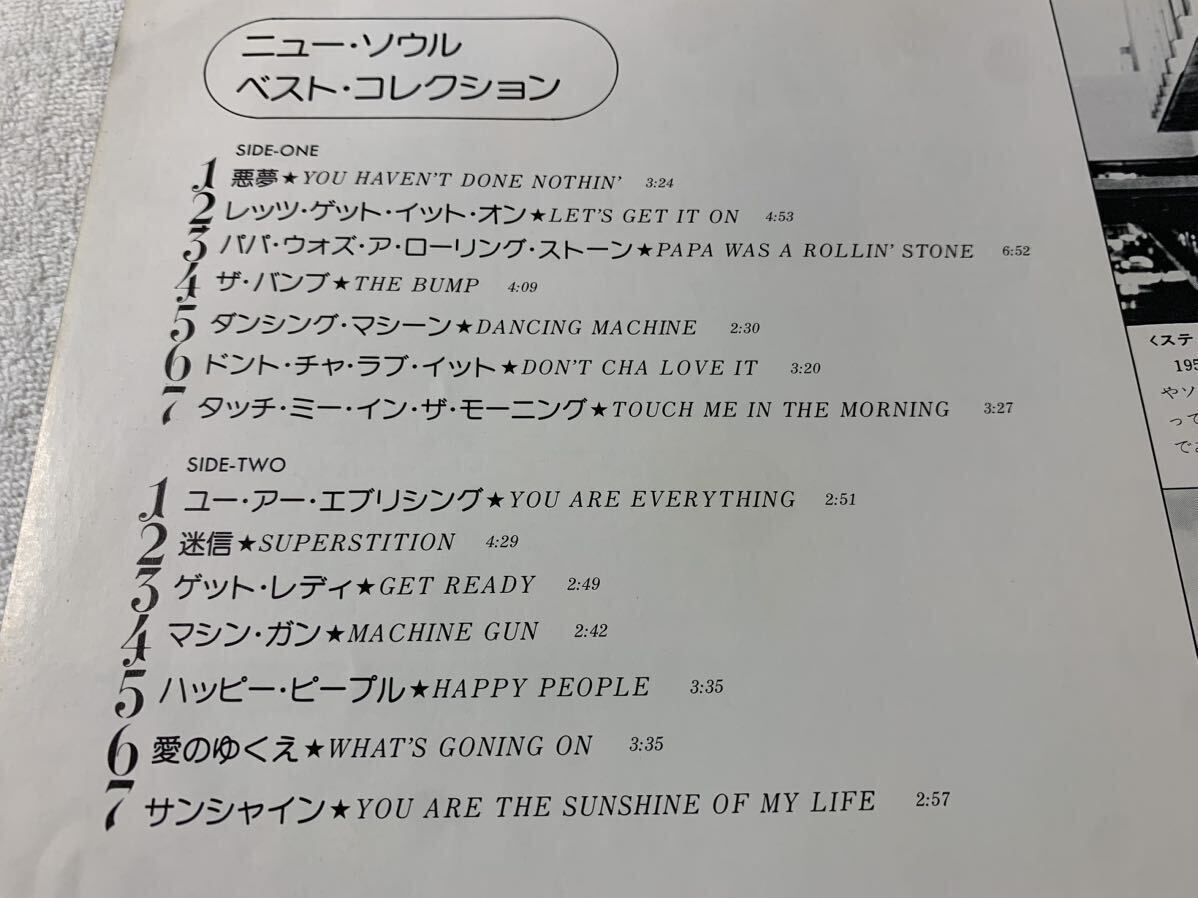 ニュー・ソウル
ベスト・コレクション
SIDE-ONE
1 悪夢★YOU HAVEN'T DONE NOTHIN' 3:24
2 レッツ・ゲット・イット・オン★LET'S GET IT ON 4:53
3 パパ・ウォズ・ア・ローリング・ストーン★PAPA WAS A ROLLIN' STONE 6:52
4 ザ・バンプ★THE BUMP 4:09
5 ダンシング・マシーン★DANCING MACHINE 2:30
6 ドント・チャ・ラブ・イット★DON'T CHA LOVE IT 3:20
7 タッチ・ミー・イン・ザ・モーニング★TOUCH ME IN THE MORNING 3:27
SIDE-TWO
1 ユー・アー・エブリシング★YOU ARE EVERYTHING 2:51
2 迷信★SUPERSTITION 4:29
3 ゲット・レディ★GET READY 2:49
4 マシン・ガン★MACHINE GUN 2:42
5 ハッピー・ピープル★HAPPY PEOPLE 3:35
6 愛のゆくえ★WHAT'S GONING ON 3:35
7 サンシャイン★YOU ARE THE SUNSHINE OF MY LIFE 2:57
〈ステ
195
やソ
って
であ